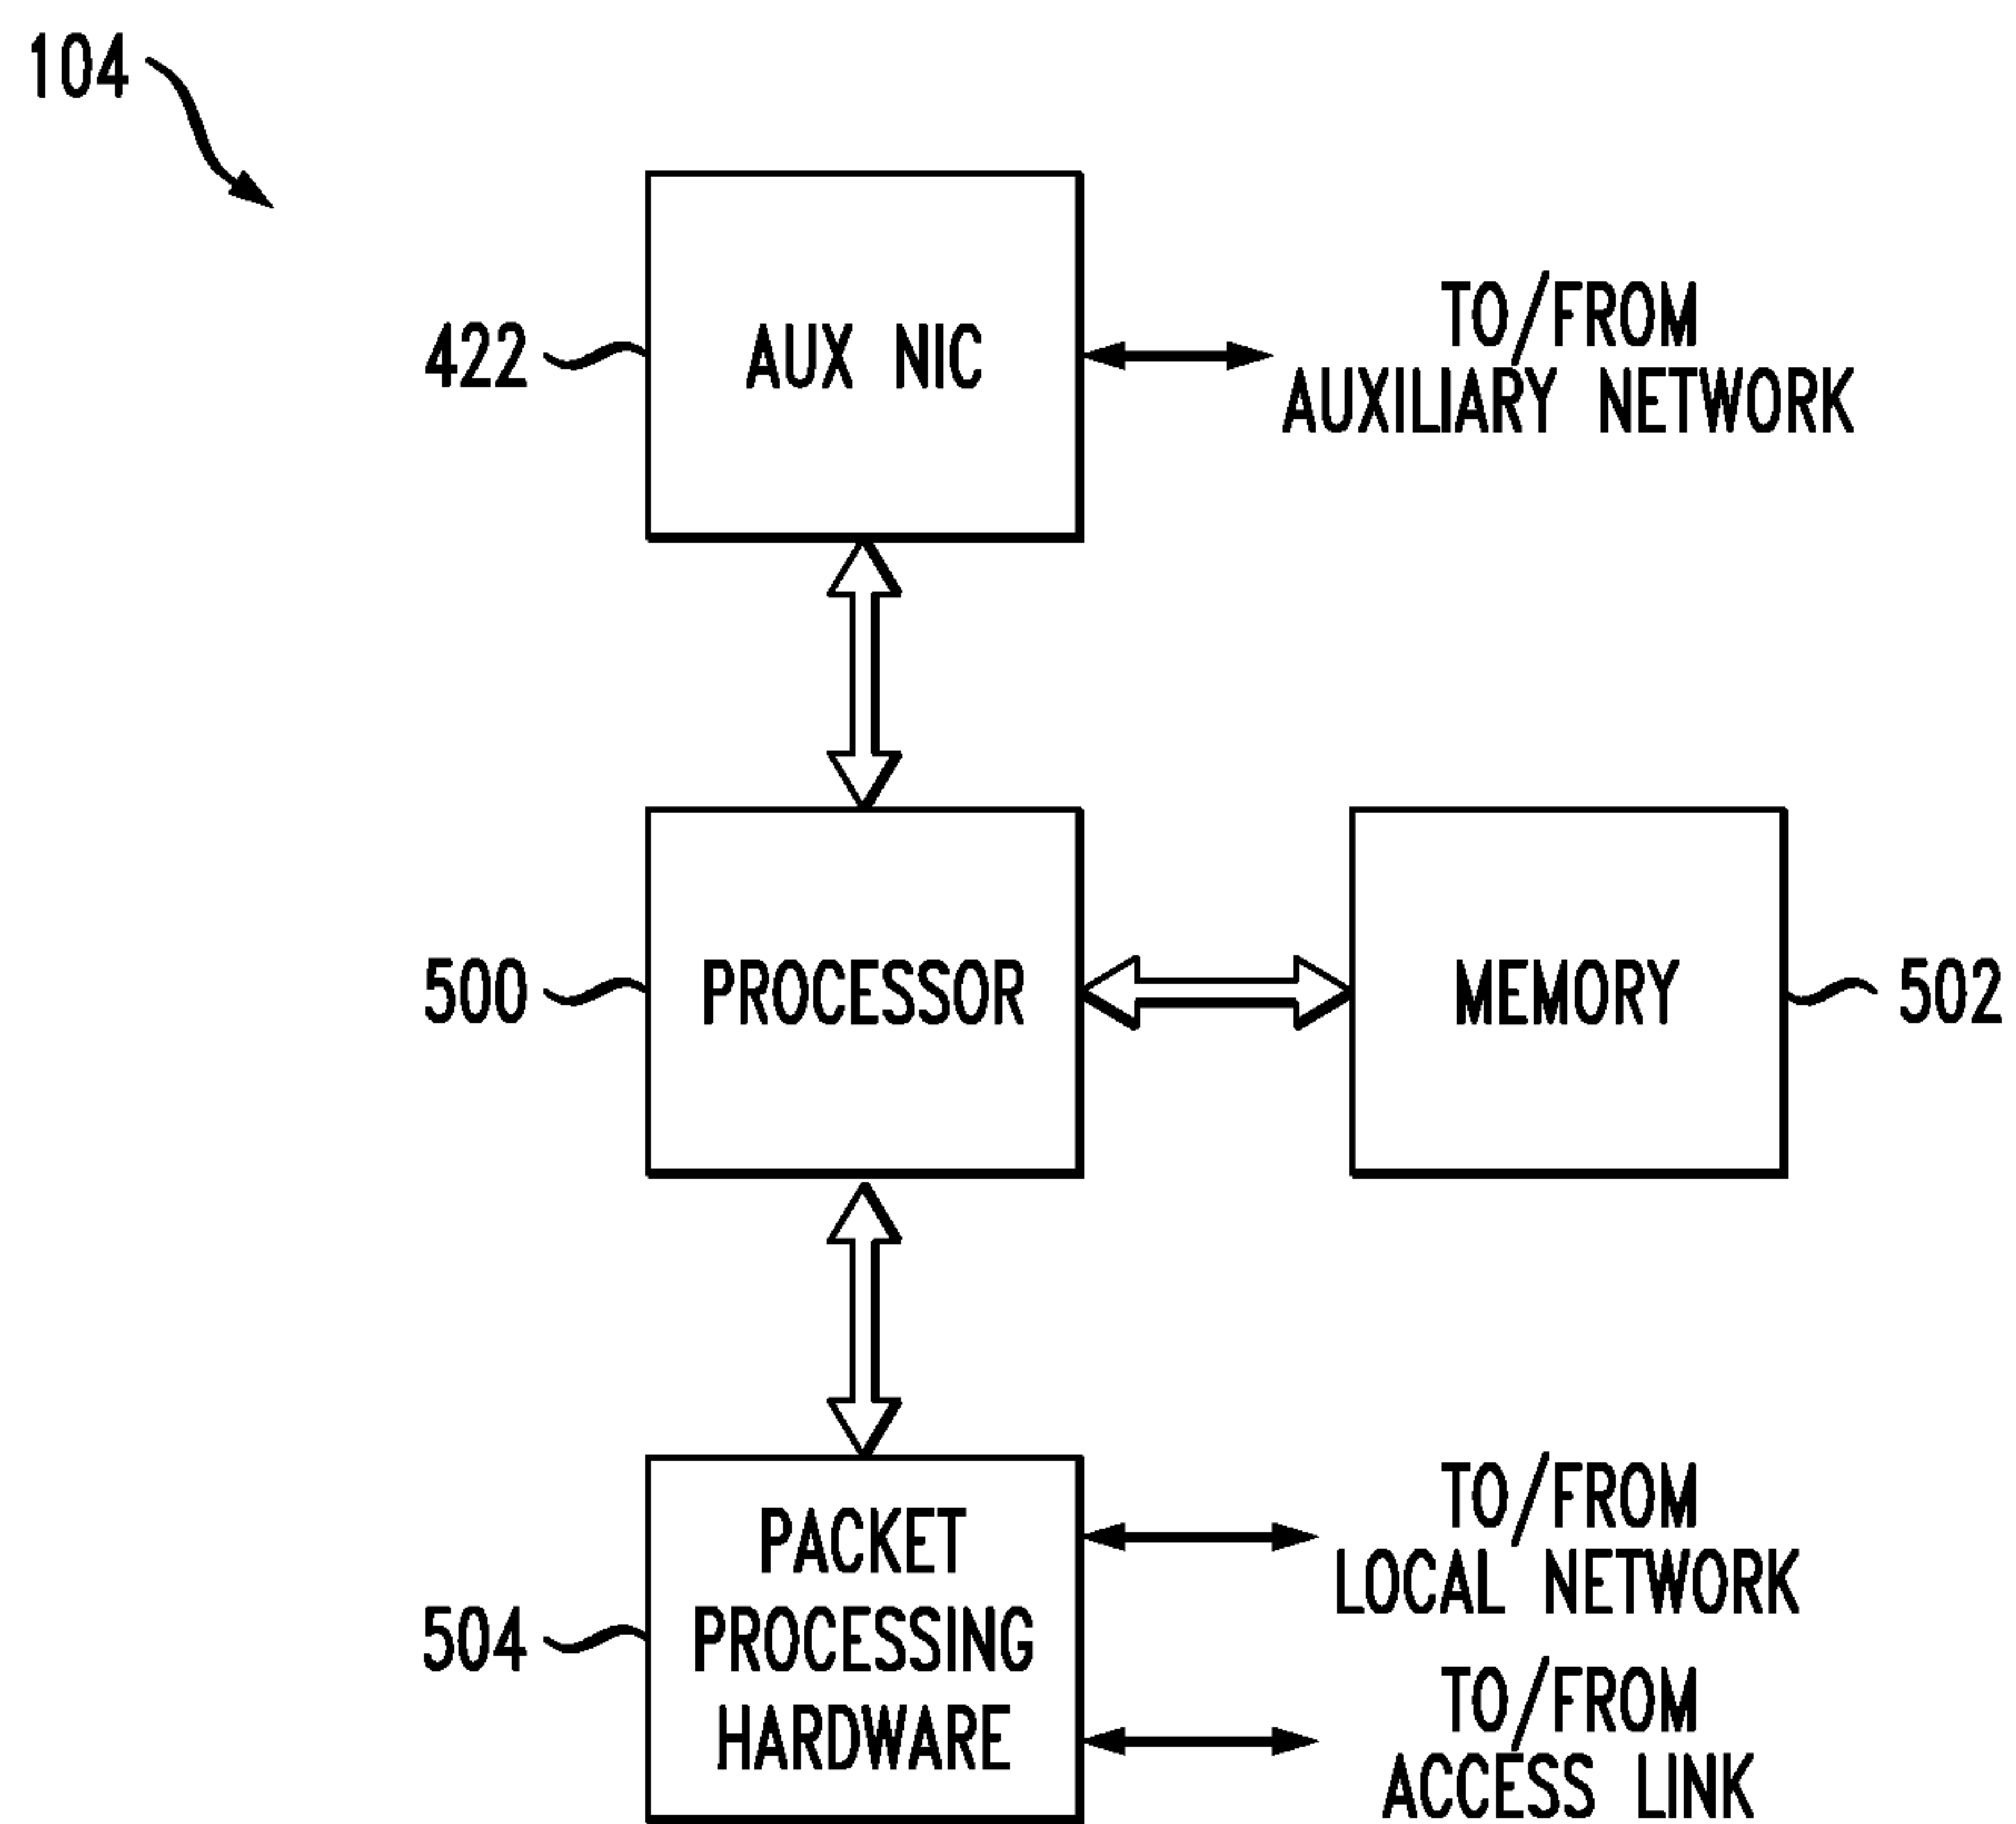 104
422
AUX NIC
TO/FROM
AUXILIARY NETWORK
500
PROCESSOR
MEMORY
502
504
PACKET
PROCESSING
HARDWARE
TO/FROM
LOCAL NETWORK
TO/FROM
ACCESS LINK